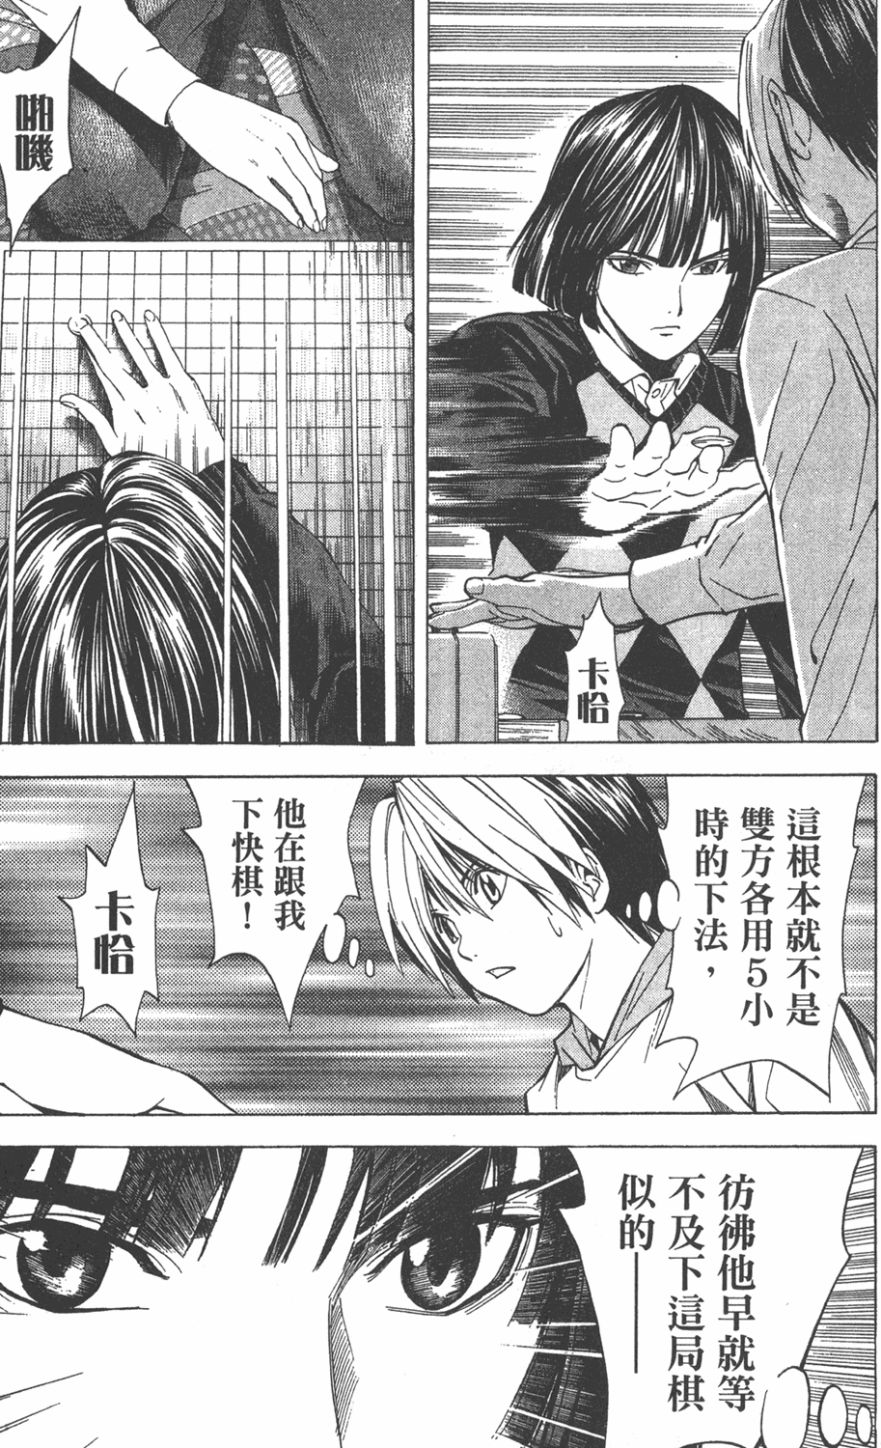 卡恰
啪嘰
這根本就不是
雙方各用5小
時的下法，
他在跟我
下快棋！
卡恰
彷彿他早就等
不及下這局棋
似的——